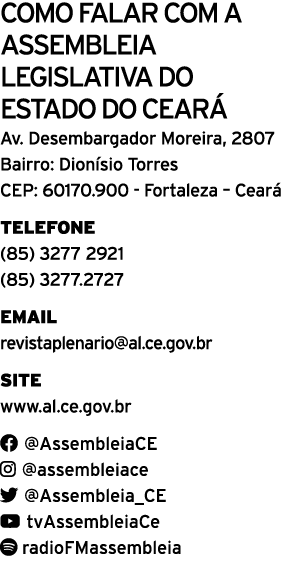 COMO FALAR COM A
ASSEMBLEIA
LEGISLATIVA DO
ESTADO DO CEARÁ
Av. Desembargador Moreira, 2807
Bairro: Dionísio Torres
CEP: 60170.900 - Fortaleza – Ceará
TELEFONE
(85) 3277 2921
(85) 3277.2727
EMAIL
revistaplenario@al.ce.gov.br
SITE
www.al.ce.gov.br
@AssembleiaCE
@assembleiace
@Assembleia_CE
tvAssembleiaCe
radioFMassembleia